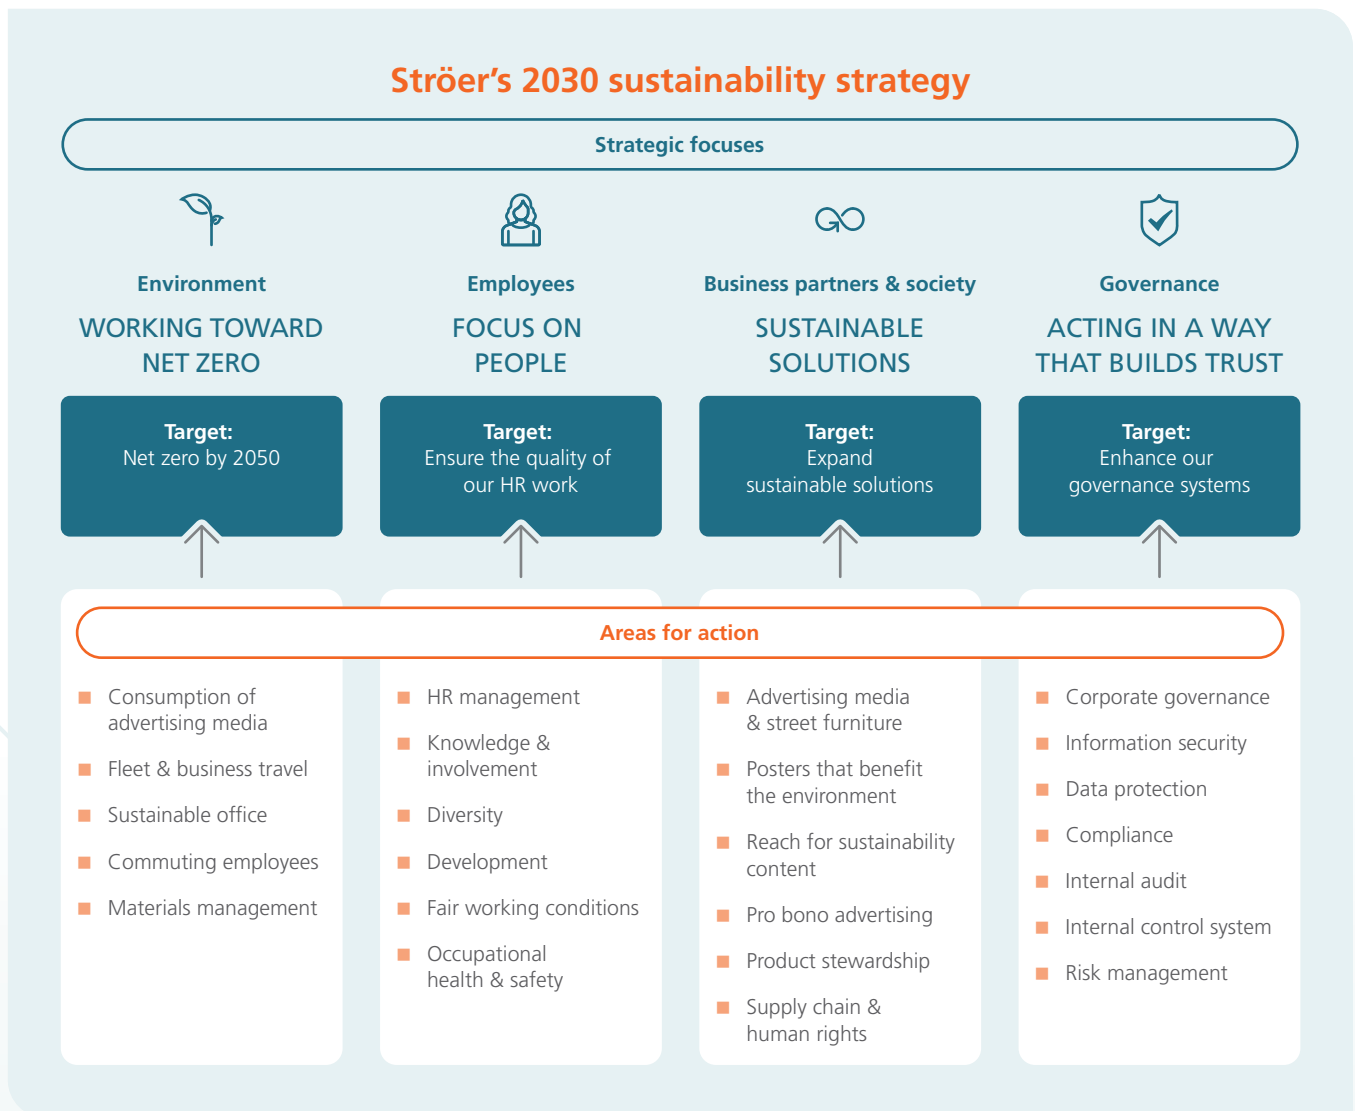 Ströer’s 2030 sustainability strategy
Strategic focuses
Environment
WORKING TOWARD
NET ZERO
Target:
Net zero by 2050
Employees
FOCUS ON
PEOPLE
Target:
Ensure the quality of
our HR work
Business partners & society
SUSTAINABLE
SOLUTIONS
Target:
Expand
sustainable solutions
Governance
ACTING IN A WAY
THAT BUILDS TRUST
Target:
Enhance our
governance systems
Areas for action
Consumption of
advertising media
Fleet & business travel
Sustainable office
Commuting employees
Materials management
HR management
Knowledge &
involvement
Diversity
Development
Fair working conditions
Occupational
health & safety
Advertising media
& street furniture
Posters that benefit
the environment
Reach for sustainability
content
Pro bono advertising
Product stewardship
Supply chain &
human rights
Corporate governance
Information security
Data protection
Compliance
Internal audit
Internal control system
Risk management